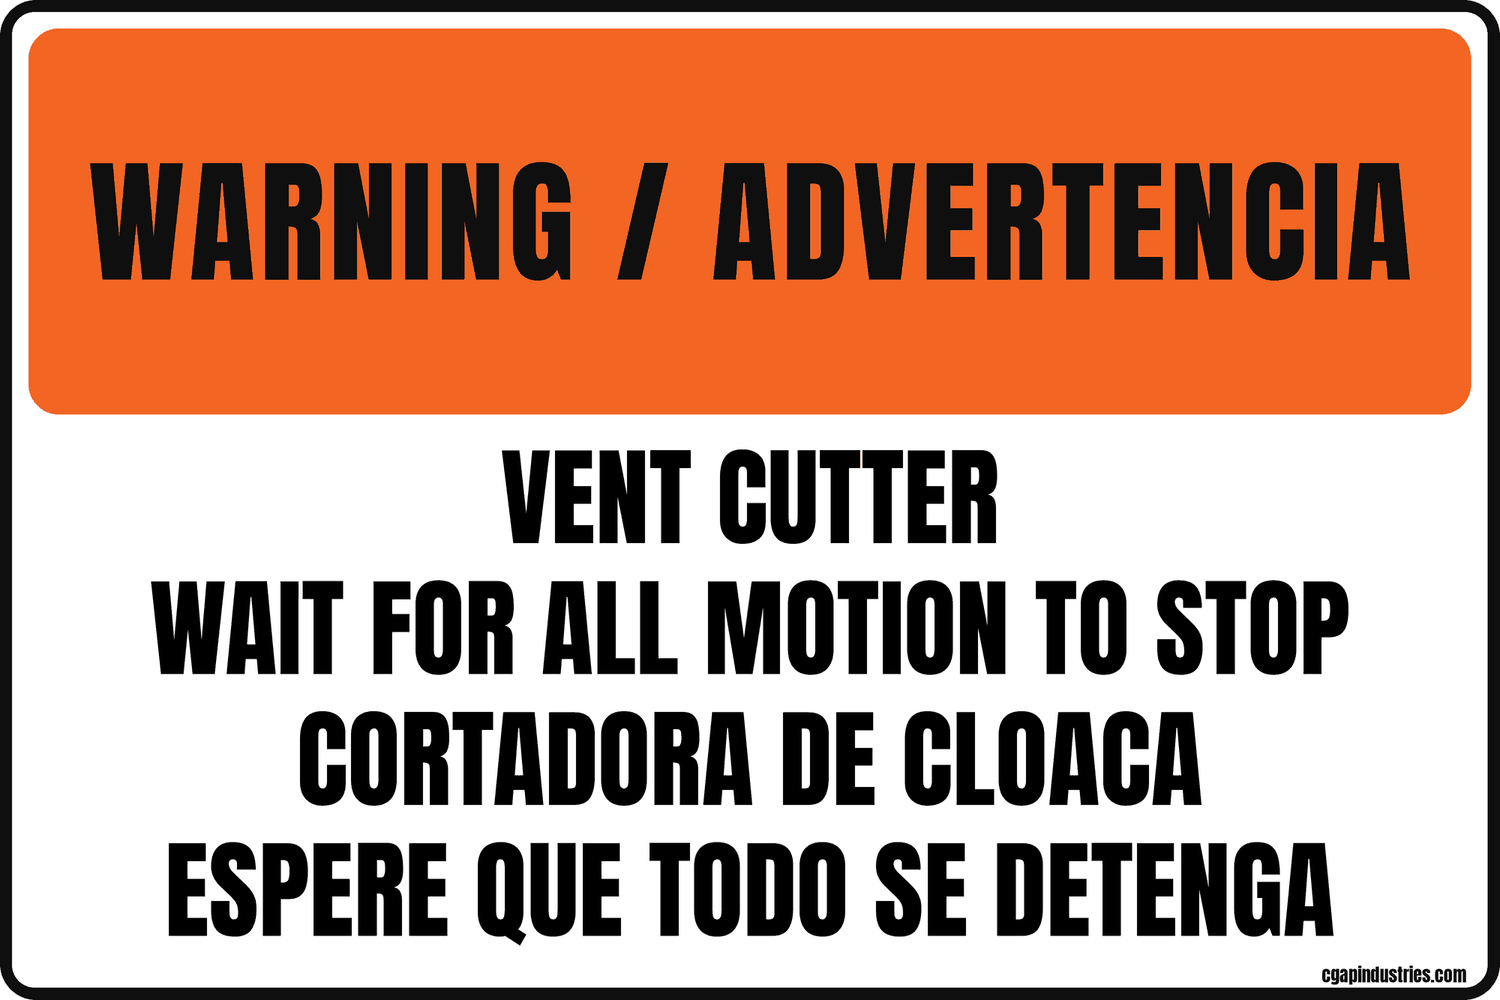 WARNING / ADVERTENCIA
VENT CUTTER
WAIT FOR ALL MOTION TO STOP
CORTADORA DE CLOACA
ESPERE QUE TODO SE DETENGA
cgapindustries.com